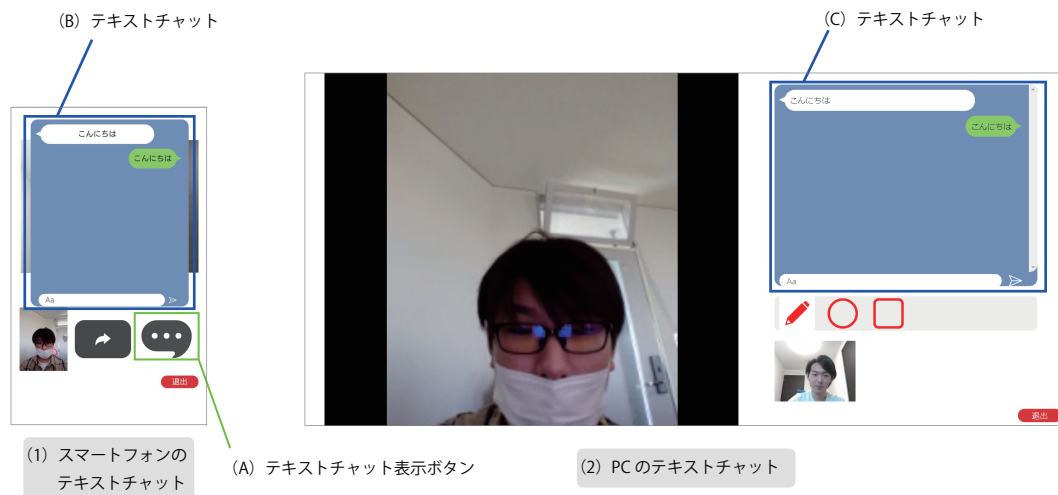 (B) テキストチャット
(C) テキストチャット
こんにちは
こんにちは
Aa
退出
こんにちは
こんにちは
Aa
退出
(1) スマートフォンの
テキストチャット
(A) テキストチャット表示ボタン
(2) PC のテキストチャット